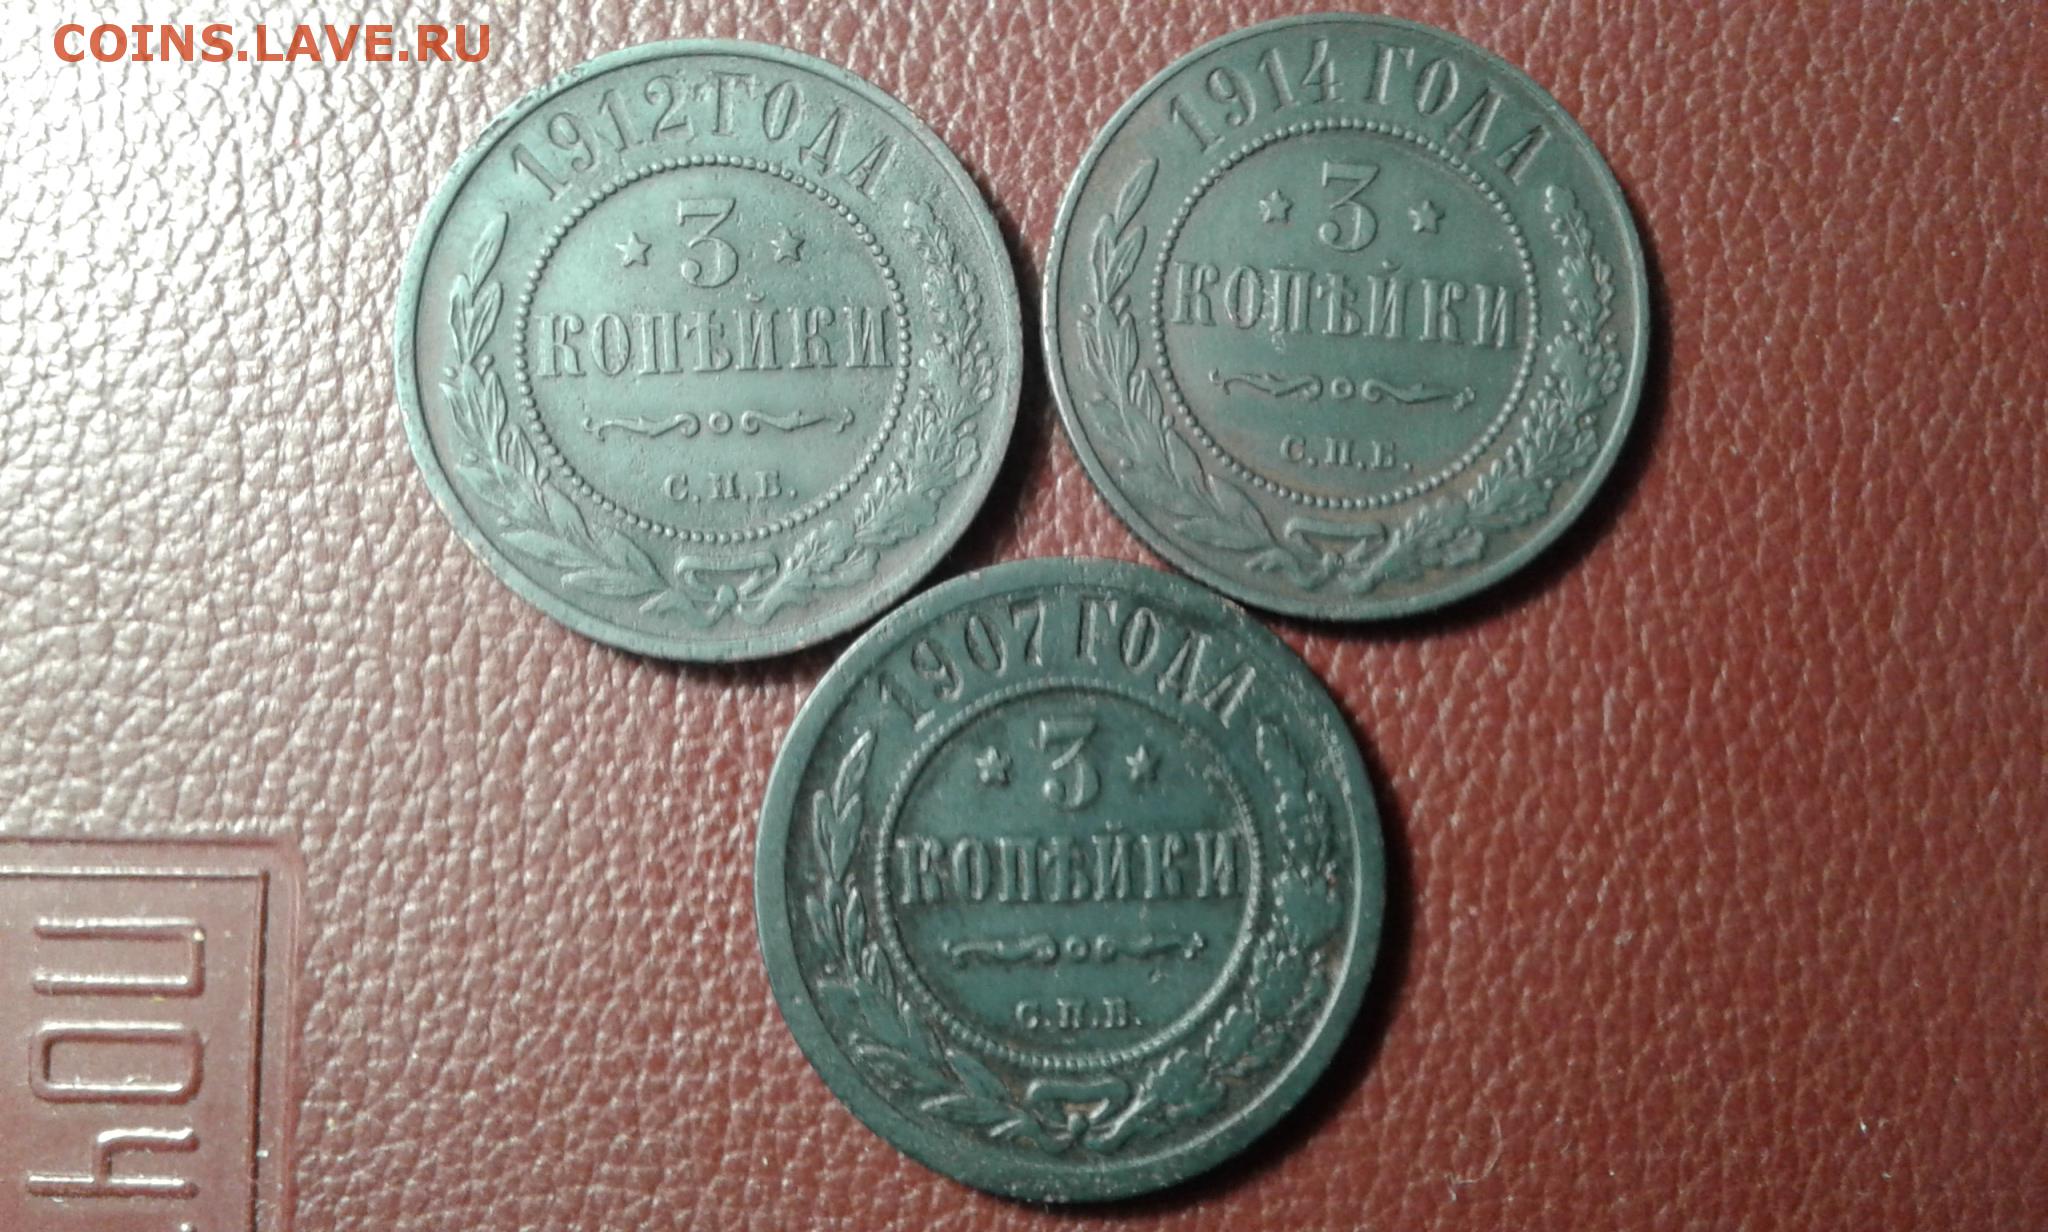 COINS.LAVE.RU
1912 ГОДА
3
КОПѢЙКИ
С.П.Б.
1914 ГОДА
3
КОПѢЙКИ
С.П.Б.
1907 ГОДА
3
КОПѢЙКИ
С.П.Б.